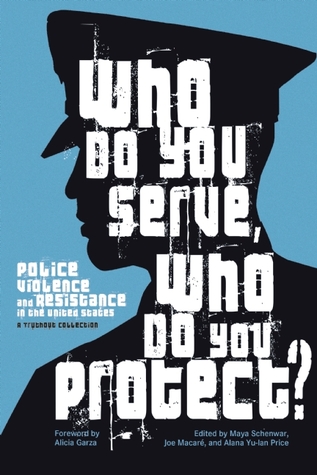 who
Do you
serve,
who
Do you
protect?
Police
Violence
and Resistance
in the United States
A Truthout Collection
Foreword by
Alicia Garza
Edited by Maya Schenwar,
Joe Macaré, and Alana Yu-lan Price